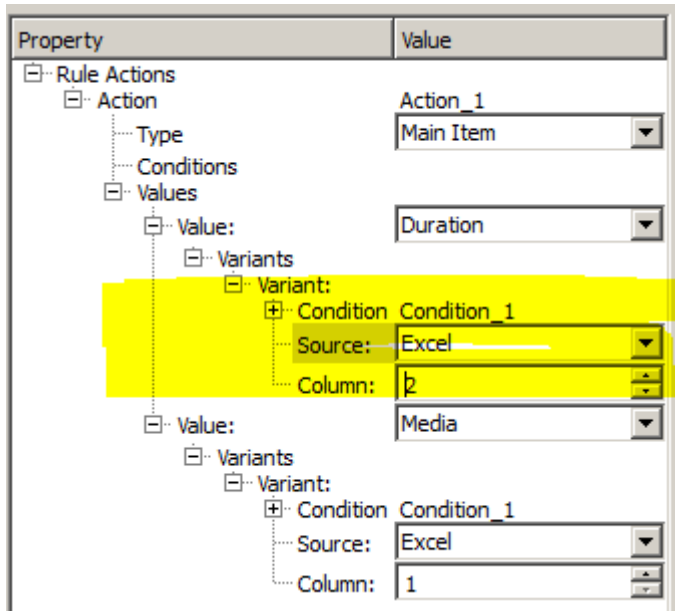 Property Value
Rule Actions
Action Action_1
Type Main Item
Conditions
Values
Value: Duration
Variants
Variant:
Condition Condition_1
Source: Excel
Column: 2
Value: Media
Variants
Variant:
Condition Condition_1
Source: Excel
Column: 1